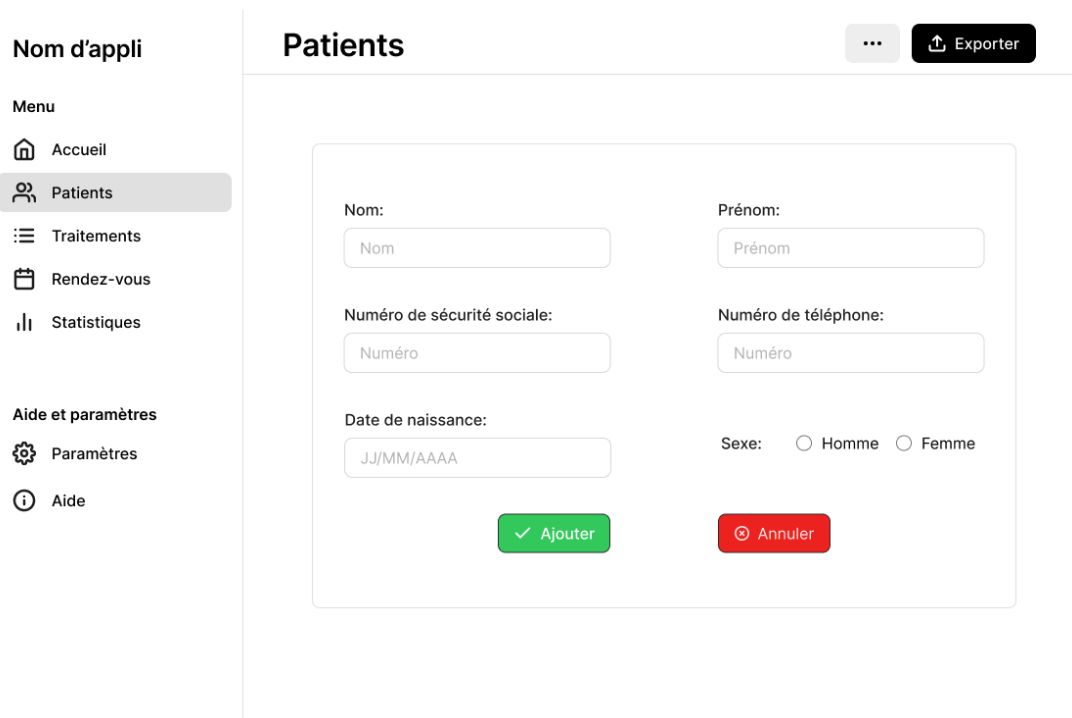 Nom d'appli
Menu
Accueil
Patients
Traitements
Rendez-vous
Statistiques
Aide et paramètres
Paramètres
Aide
Patients
Exporter
Nom:
Nom
Prénom:
Prénom
Numéro de sécurité sociale:
Numéro
Numéro de téléphone:
Numéro
Date de naissance:
JJ/MM/AAAA
Sexe: Homme Femme
Ajouter
Annuler